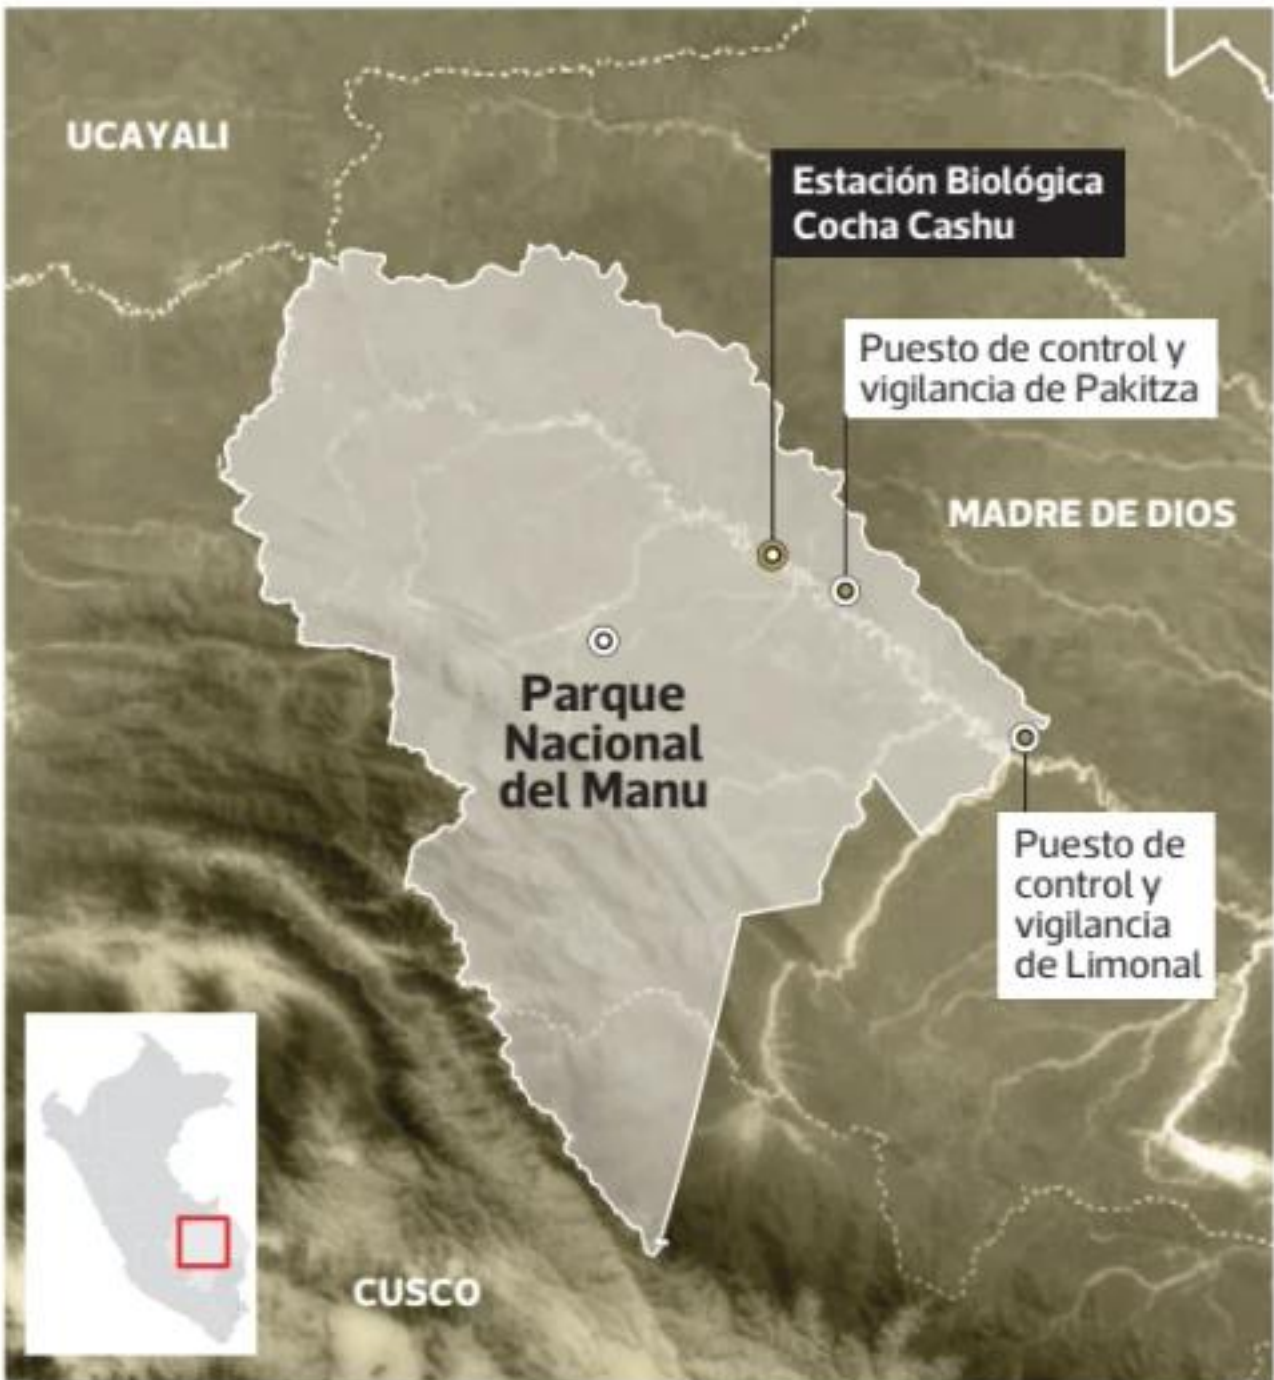 UCAYALI
Estación Biológica
Cocha Cashu
Puesto de control y
vigilancia de Pakitza
MADRE DE DIOS
Parque
Nacional
del Manu
Puesto de
control y
vigilancia
de Limonal
CUSCO